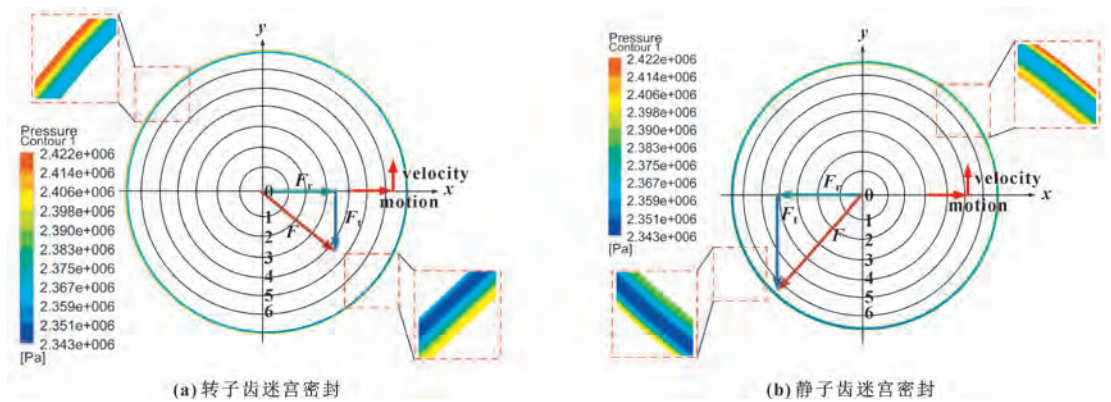 y
Pressure
Contour 1
2.422e+006
2.414e+006
2.406e+006
2.398e+006
2.390e+006
2.383e+006
2.375e+006
2.367e+006
2.359e+006
2.351e+006
2.343e+006
[Pa]
velocity
motion
x
Fr
Ft
F
0
1
2
3
4
5
6
(a) 转子齿迷宫密封
y
Pressure
Contour 1
2.422e+006
2.414e+006
2.406e+006
2.398e+006
2.390e+006
2.383e+006
2.375e+006
2.367e+006
2.359e+006
2.351e+006
2.343e+006
[Pa]
velocity
motion
x
Fr
Ft
F
0
1
2
3
4
5
6
(b) 静子齿迷宫密封